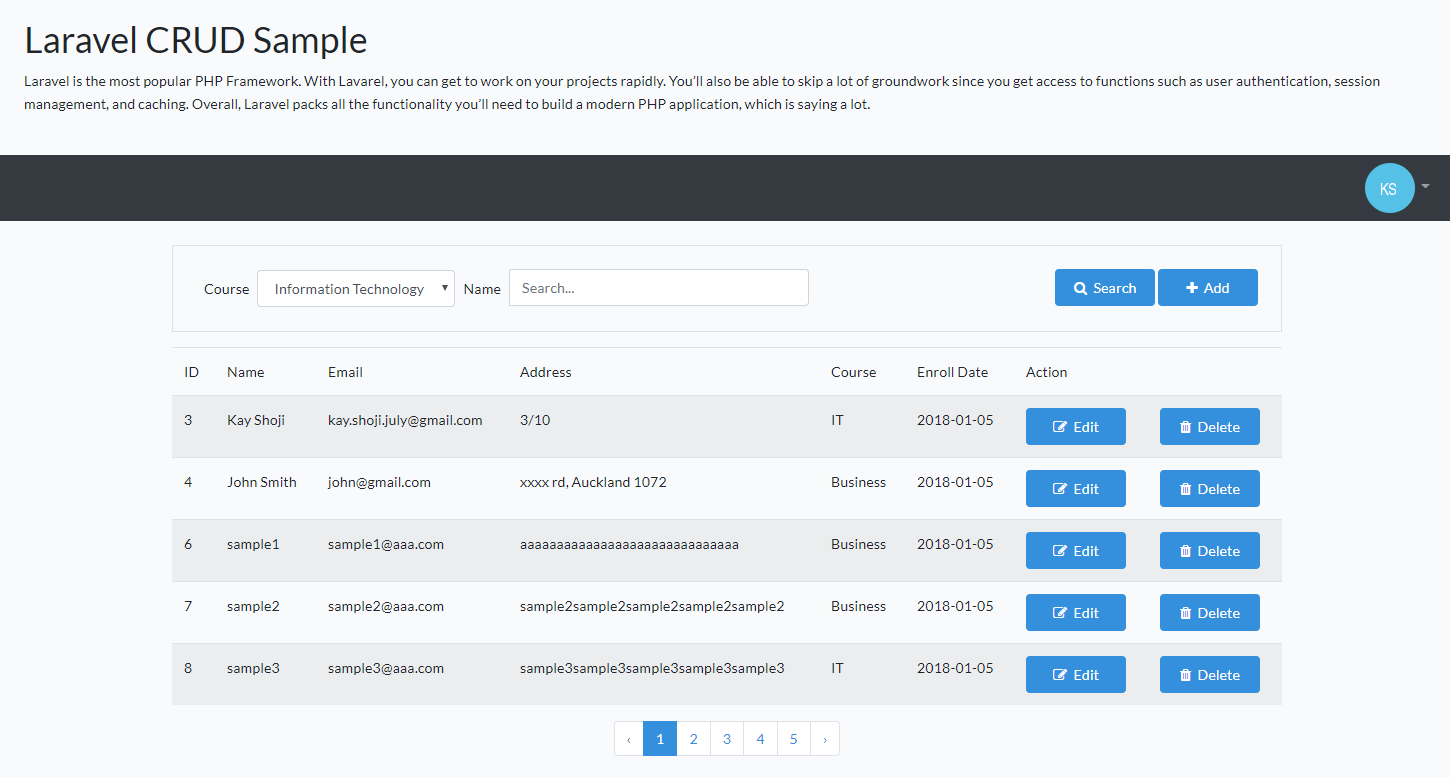 Laravel CRUD Sample
Laravel is the most popular PHP Framework. With Lavarel, you can get to work on your projects rapidly. You’ll also be able to skip a lot of groundwork since you get access to functions such as user authentication, session
management, and caching. Overall, Laravel packs all the functionality you’ll need to build a modern PHP application, which is saying a lot.
KS
Course Information Technology Name Search... Search Add
ID Name Email Address Course Enroll Date Action
3 Kay Shoji kay.shoji.july@gmail.com 3/10 IT 2018-01-05 Edit Delete
4 John Smith john@gmail.com xxxx rd, Auckland 1072 Business 2018-01-05 Edit Delete
6 sample1 sample1@aaa.com aaaaaaaaaaaaaaaaaaaaaaaaaaaaaa Business 2018-01-05 Edit Delete
7 sample2 sample2@aaa.com sample2sample2sample2sample2sample2 Business 2018-01-05 Edit Delete
8 sample3 sample3@aaa.com sample3sample3sample3sample3sample3 IT 2018-01-05 Edit Delete
‹ 1 2 3 4 5 ›